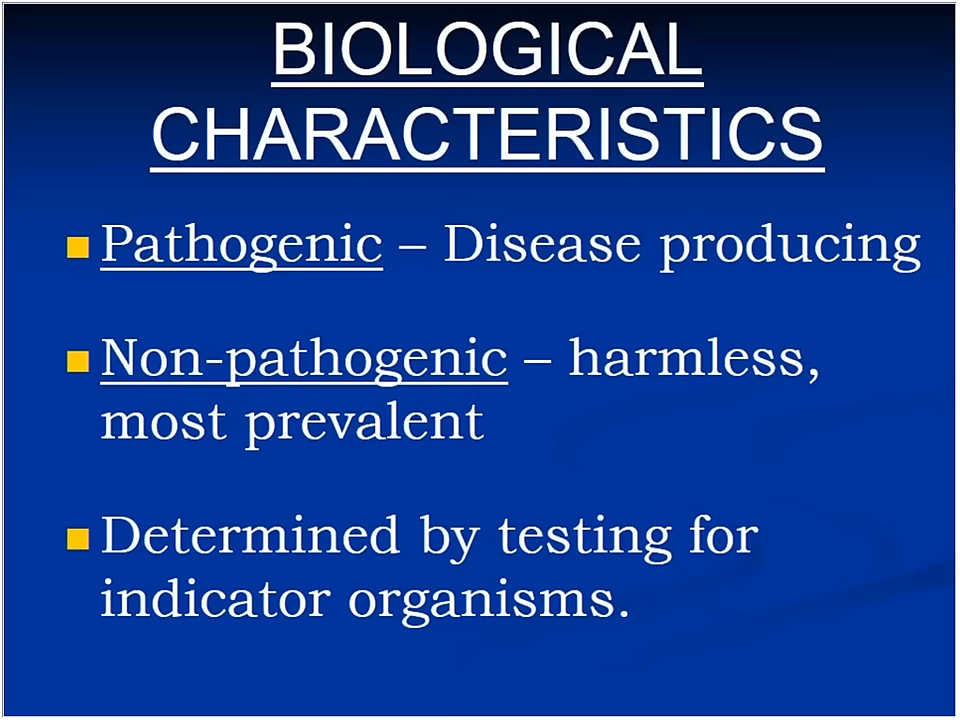 BIOLOGICAL
CHARACTERISTICS
Pathogenic – Disease producing
Non-pathogenic – harmless,
most prevalent
Determined by testing for
indicator organisms.